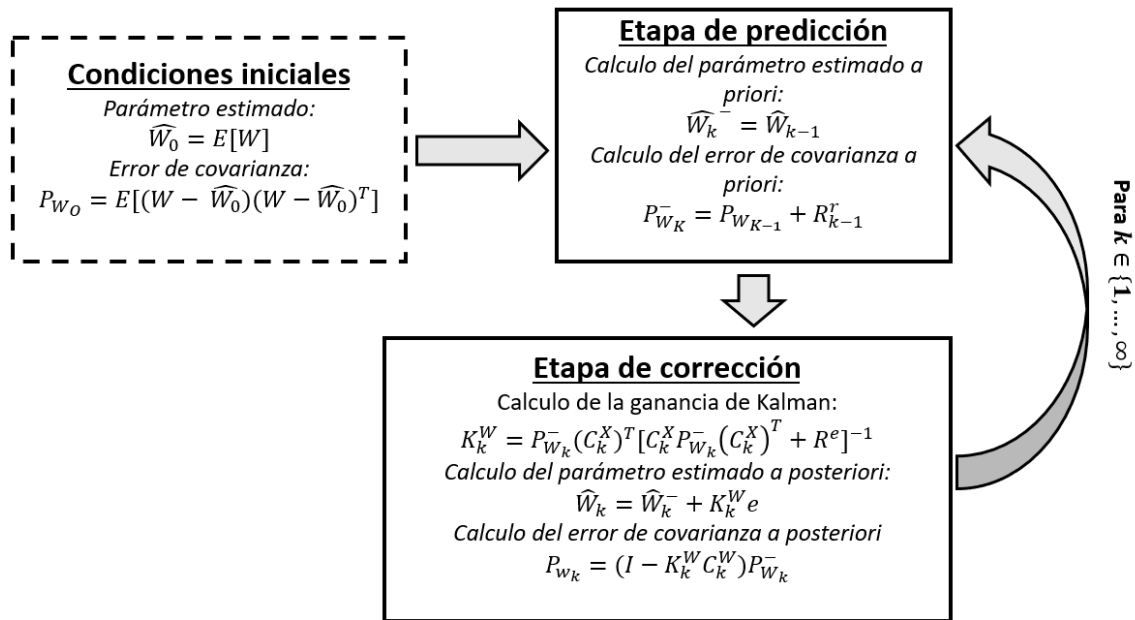 Condiciones iniciales
Parámetro estimado:
$\widehat{W_0} = E[W]$
Error de covarianza:
$P_{W_O} = E[(W - \widehat{W_0})(W - \widehat{W_0})^T]$
Etapa de predicción
Calculo del parámetro estimado a
priori:
$\widehat{W_k}^- = \widehat{W}_{k-1}$
Calculo del error de covarianza a
priori:
$P_{W_K}^- = P_{W_{K-1}} + R_{k-1}^r$
Etapa de corrección
Calculo de la ganancia de Kalman:
$K_k^W = P_{W_k}^-(C_k^X)^T[C_k^X P_{W_k}^-(C_k^X)^T + R^e]^{-1}$
Calculo del parámetro estimado a posteriori:
$\widehat{W}_k = \widehat{W}_k^- + K_k^W e$
Calculo del error de covarianza a posteriori
$P_{w_k} = (I - K_k^W C_k^W)P_{W_k}^-$
Para $k \in \{1, \ldots, \infty\}$